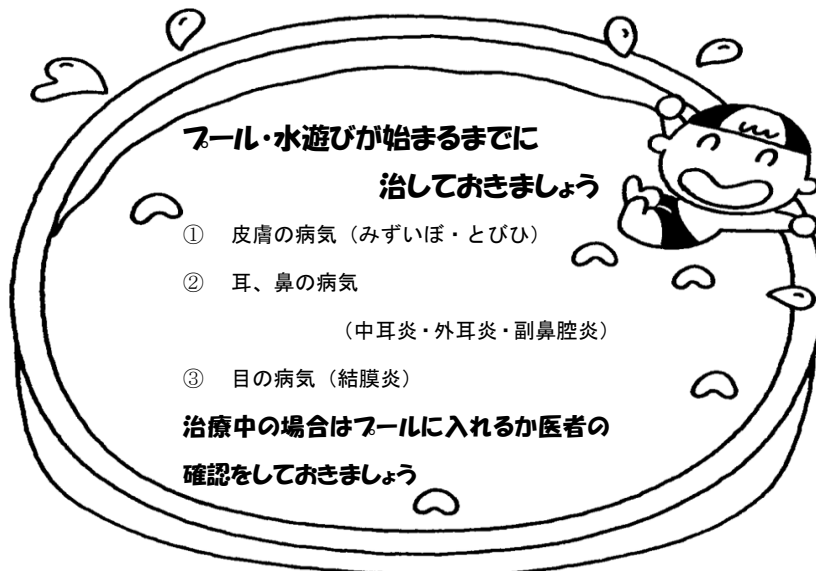 プール・水遊びが始まるまでに
治しておきましょう
① 皮膚の病気（みずいぼ・とびひ）
② 耳、鼻の病気
（中耳炎・外耳炎・副鼻腔炎）
③ 目の病気（結膜炎）
治療中の場合はプールに入れるか医者の
確認をしておきましょう